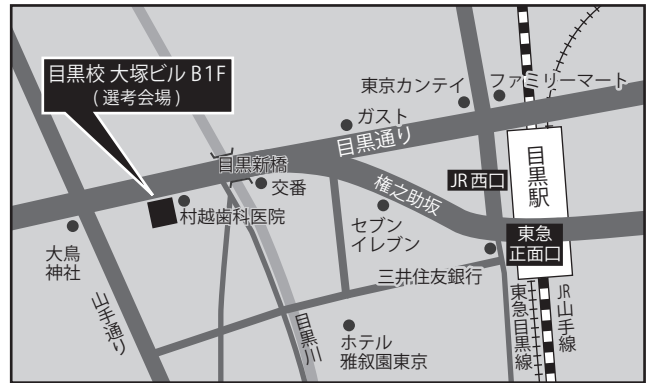 目黒校 大塚ビル B1F
(選考会場)
東京カンテイ
ファミリーマート
ガスト
目黒通り
目黒新橋
交番
村越歯科医院
権之助坂
セブン
イレブン
JR西口
目黒駅
東急
正面口
三井住友銀行
大鳥
神社
山手通り
目黒川
ホテル
雅叙園東京
東急目黒線
JR山手線